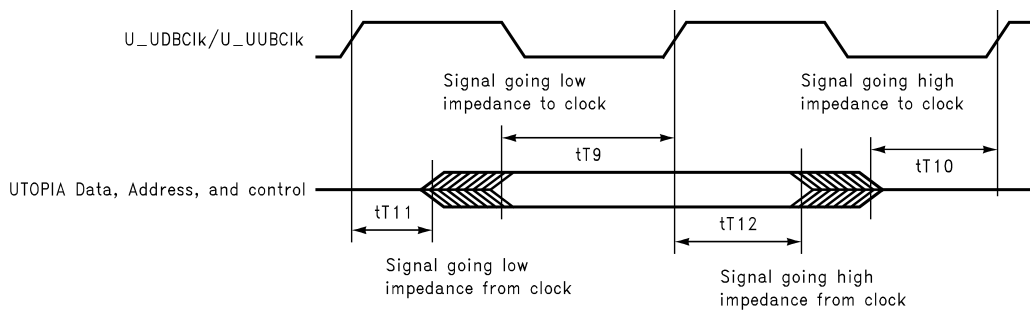 U_UDBClk/U_UUBClk
Signal going low
impedance to clock
Signal going high
impedance to clock
tT9
tT10
UTOPIA Data, Address, and control
tT11
tT12
Signal going low
impedance from clock
Signal going high
impedance from clock